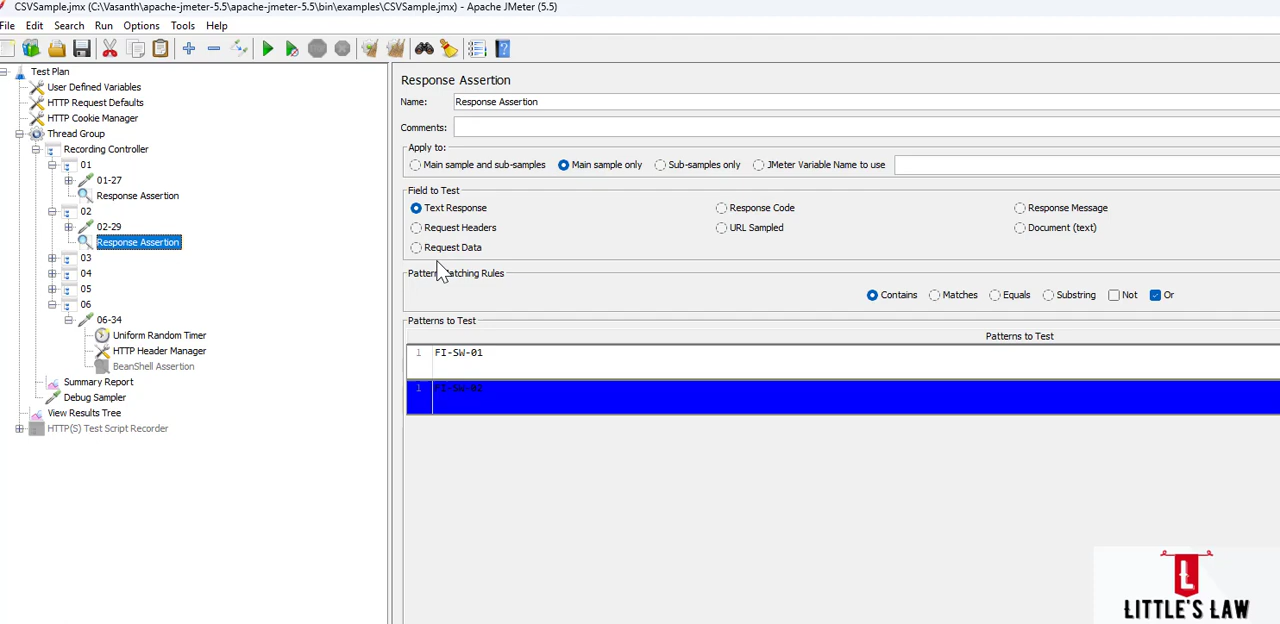 CSVSample.jmx (C:\Vasanth\apache-jmeter-5.5\apache-jmeter-5.5\bin\examples\CSVSample.jmx) - Apache JMeter (5.5)
File Edit Search Run Options Tools Help
Test Plan
User Defined Variables
HTTP Request Defaults
HTTP Cookie Manager
Thread Group
Recording Controller
01
01-27
Response Assertion
02
02-29
Response Assertion
03
04
05
06
06-34
Uniform Random Timer
HTTP Header Manager
BeanShell Assertion
Summary Report
Debug Sampler
View Results Tree
HTTP(S) Test Script Recorder
Response Assertion
Name: Response Assertion
Comments:
Apply to:
Main sample and sub-samples Main sample only Sub-samples only JMeter Variable Name to use
Field to Test
Text Response Response Code Response Message
Request Headers URL Sampled Document (text)
Request Data
Pattern Matching Rules
Contains Matches Equals Substring Not Or
Patterns to Test
Patterns to Test
1 FI-SW-01
1 FI-SW-02
L
LITTLE'S LAW